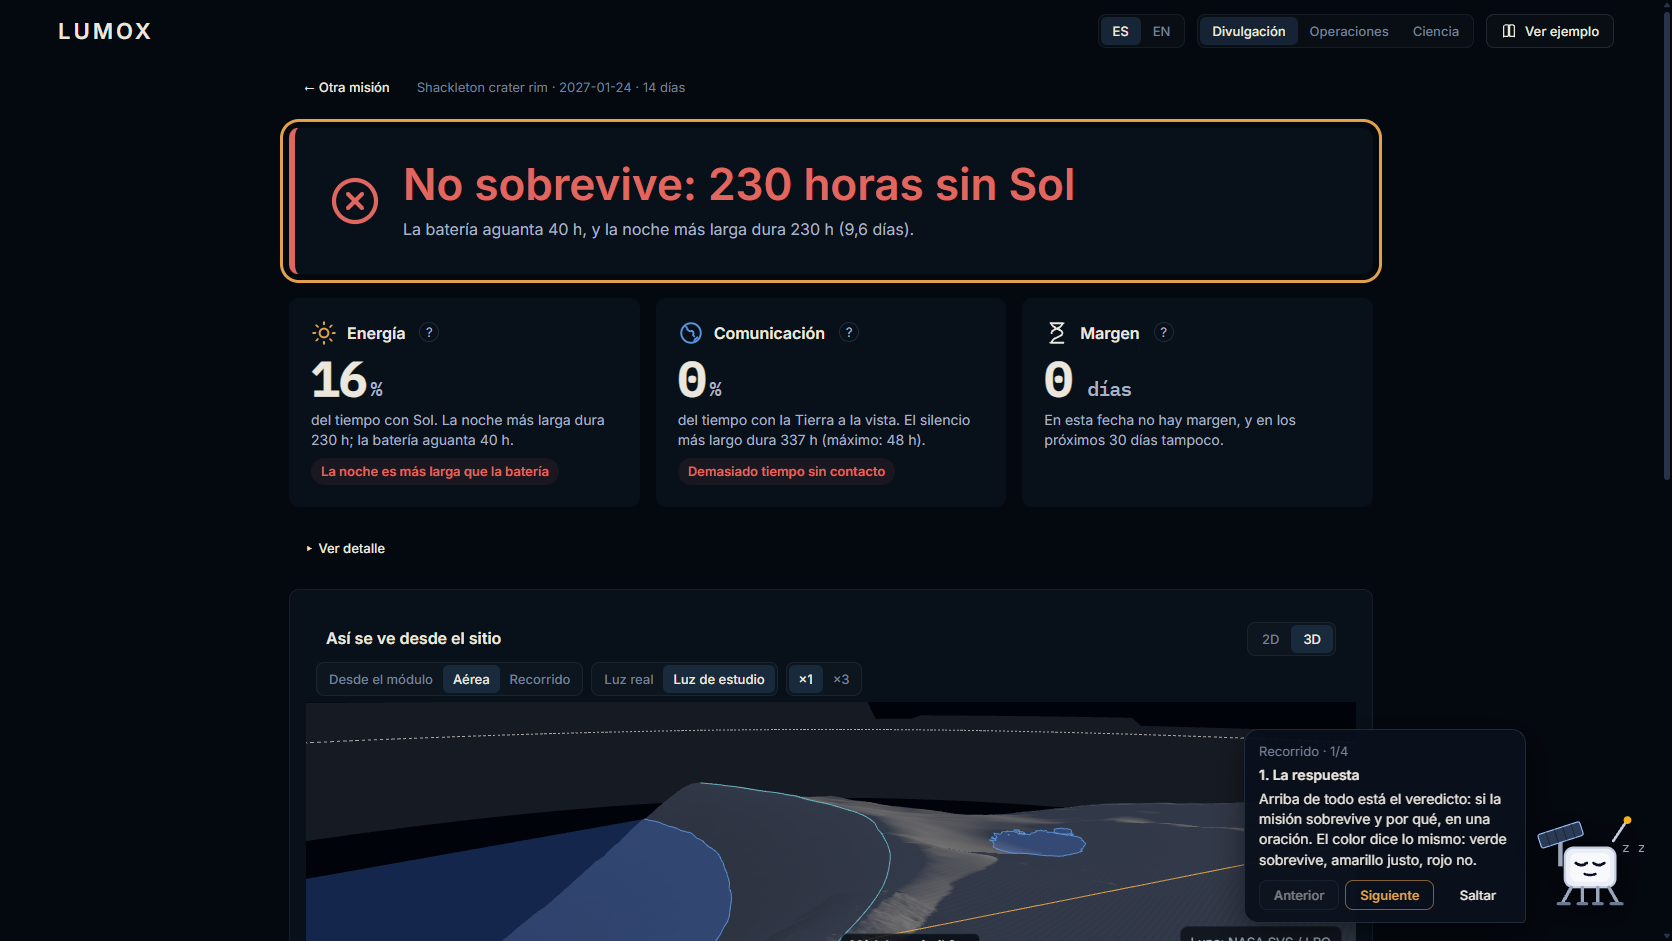 LUMOX
ES EN
Divulgación Operaciones Ciencia
Ver ejemplo
← Otra misión
Shackleton crater rim · 2027-01-24 · 14 días
No sobrevive: 230 horas sin Sol
La batería aguanta 40 h, y la noche más larga dura 230 h (9,6 días).
Energía ?
16 %
del tiempo con Sol. La noche más larga dura
230 h; la batería aguanta 40 h.
La noche es más larga que la batería
Comunicación ?
0 %
del tiempo con la Tierra a la vista. El silencio
más largo dura 337 h (máximo: 48 h).
Demasiado tiempo sin contacto
Margen ?
0 días
En esta fecha no hay margen, y en los
próximos 30 días tampoco.
Ver detalle
Así se ve desde el sitio
2D 3D
Desde el módulo Aérea Recorrido
Luz real Luz de estudio
×1 ×3
Recorrido · 1/4
1. La respuesta
Arriba de todo está el veredicto: si la
misión sobrevive y por qué, en una
oración. El color dice lo mismo: verde
sobrevive, amarillo justo, rojo no.
Anterior Siguiente Saltar
z z